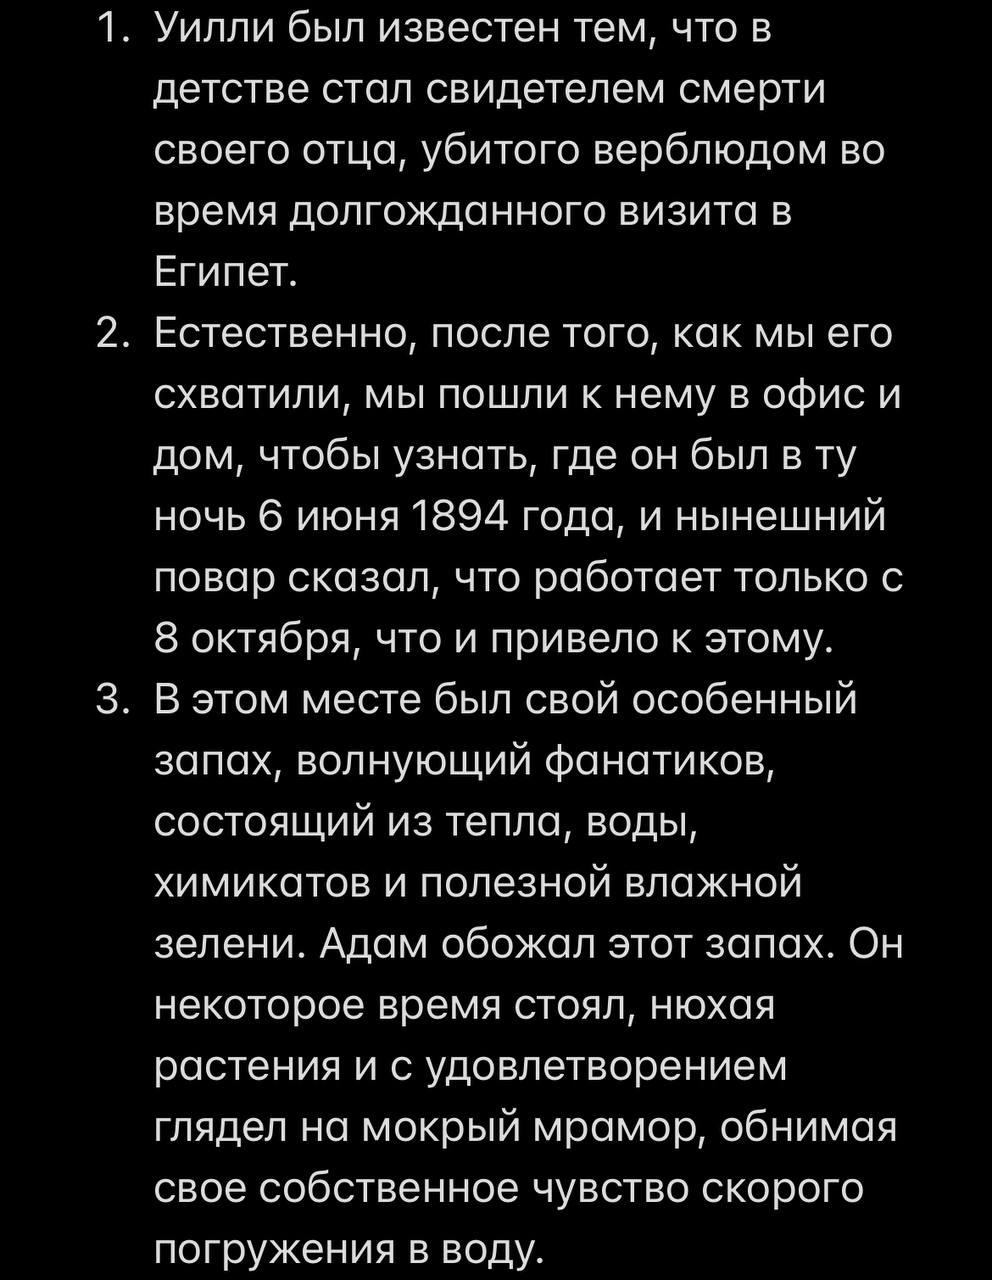 1. Уилли был известен тем, что в
детстве стал свидетелем смерти
своего отца, убитого верблюдом во
время долгожданного визита в
Египет.
2. Естественно, после того, как мы его
схватили, мы пошли к нему в офис и
дом, чтобы узнать, где он был в ту
ночь 6 июня 1894 года, и нынешний
повар сказал, что работает только с
8 октября, что и привело к этому.
3. В этом месте был свой особенный
запах, волнующий фанатиков,
состоящий из тепла, воды,
химикатов и полезной влажной
зелени. Адам обожал этот запах. Он
некоторое время стоял, нюхая
растения и с удовлетворением
глядел на мокрый мрамор, обнимая
свое собственное чувство скорого
погружения в воду.